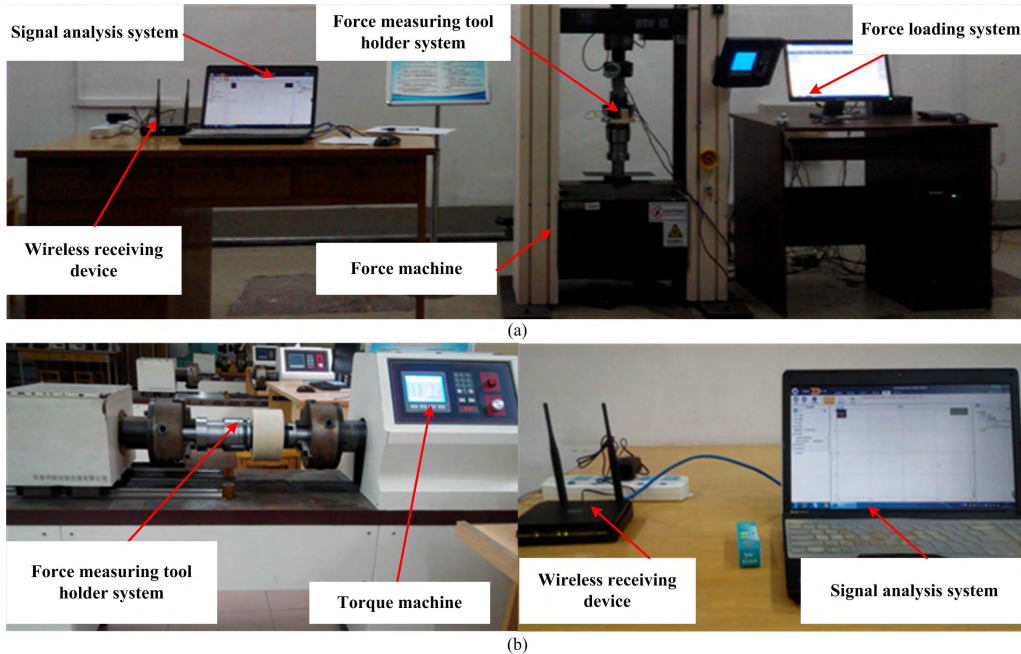 Signal analysis system
Force measuring tool
holder system
Force loading system
Wireless receiving
device
Force machine
(a)
Force measuring tool
holder system
Torque machine
Wireless receiving
device
Signal analysis system
(b)